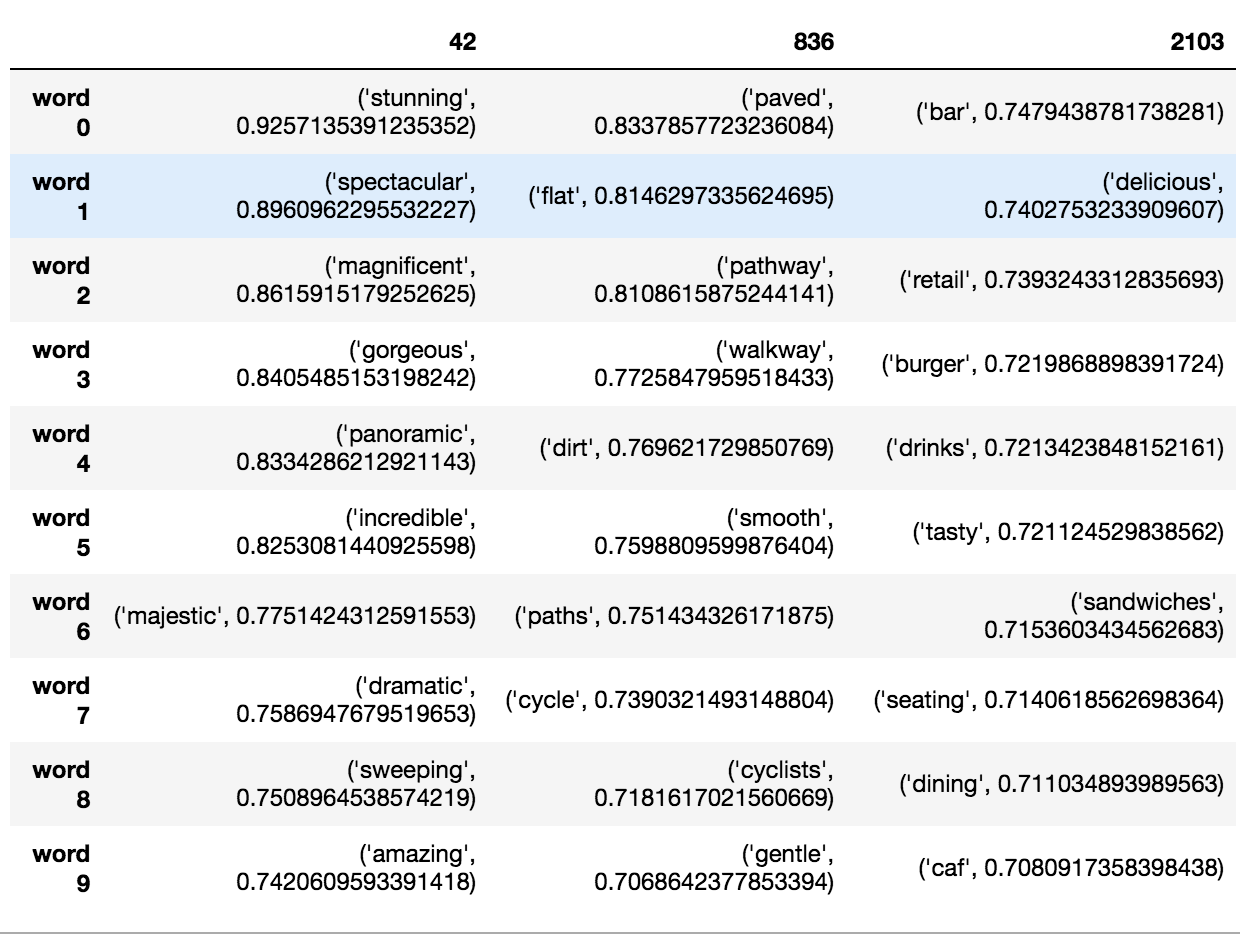 42 836 2103
word 0 ('stunning', 0.9257135391235352) ('paved', 0.8337857723236084) ('bar', 0.7479438781738281)
word 1 ('spectacular', 0.8960962295532227) ('flat', 0.8146297335624695) ('delicious', 0.7402753233909607)
word 2 ('magnificent', 0.8615915179252625) ('pathway', 0.8108615875244141) ('retail', 0.7393243312835693)
word 3 ('gorgeous', 0.8405485153198242) ('walkway', 0.7725847959518433) ('burger', 0.7219868898391724)
word 4 ('panoramic', 0.8334286212921143) ('dirt', 0.769621729850769) ('drinks', 0.7213423848152161)
word 5 ('incredible', 0.8253081440925598) ('smooth', 0.7598809599876404) ('tasty', 0.721124529838562)
word 6 ('majestic', 0.7751424312591553) ('paths', 0.751434326171875) ('sandwiches', 0.7153603434562683)
word 7 ('dramatic', 0.7586947679519653) ('cycle', 0.7390321493148804) ('seating', 0.7140618562698364)
word 8 ('sweeping', 0.7508964538574219) ('cyclists', 0.7181617021560669) ('dining', 0.711034893989563)
word 9 ('amazing', 0.7420609593391418) ('gentle', 0.7068642377853394) ('caf', 0.7080917358398438)